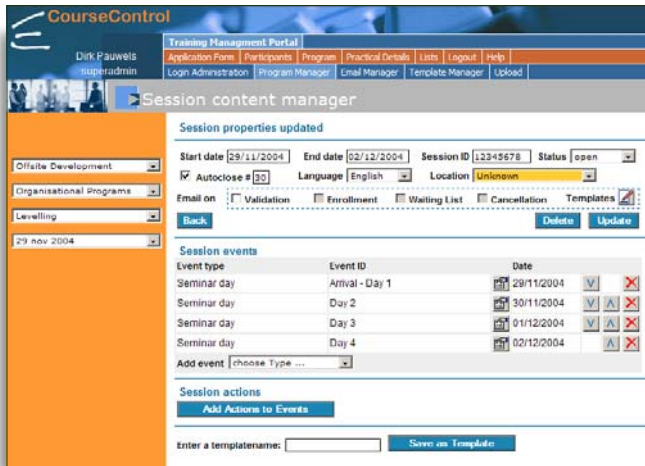 CourseControl
Dirk Pauwels
superadmin
Training Managment Portal
Application Form Participants Program Practical Details Lists Logout Help
Login Administration Program Manager Email Manager Template Manager Upload
Session content manager
Offsite Development
Organisational Programs
Levelling
29 nov 2004
Session properties updated
Start date 29/11/2004 End date 02/12/2004 Session ID 12345678 Status open
Autoclose # 30 Language English Location Unknown
Email on Validation Enrollment Waiting List Cancellation Templates
Back Delete Update
Session events
Event type Event ID Date
Seminar day Arrival - Day 1 29/11/2004 V X
Seminar day Day 2 30/11/2004 V Λ X
Seminar day Day 3 01/12/2004 V Λ X
Seminar day Day 4 02/12/2004 Λ X
Add event choose Type ...
Session actions
Add Actions to Events
Enter a templatename: Save as Template